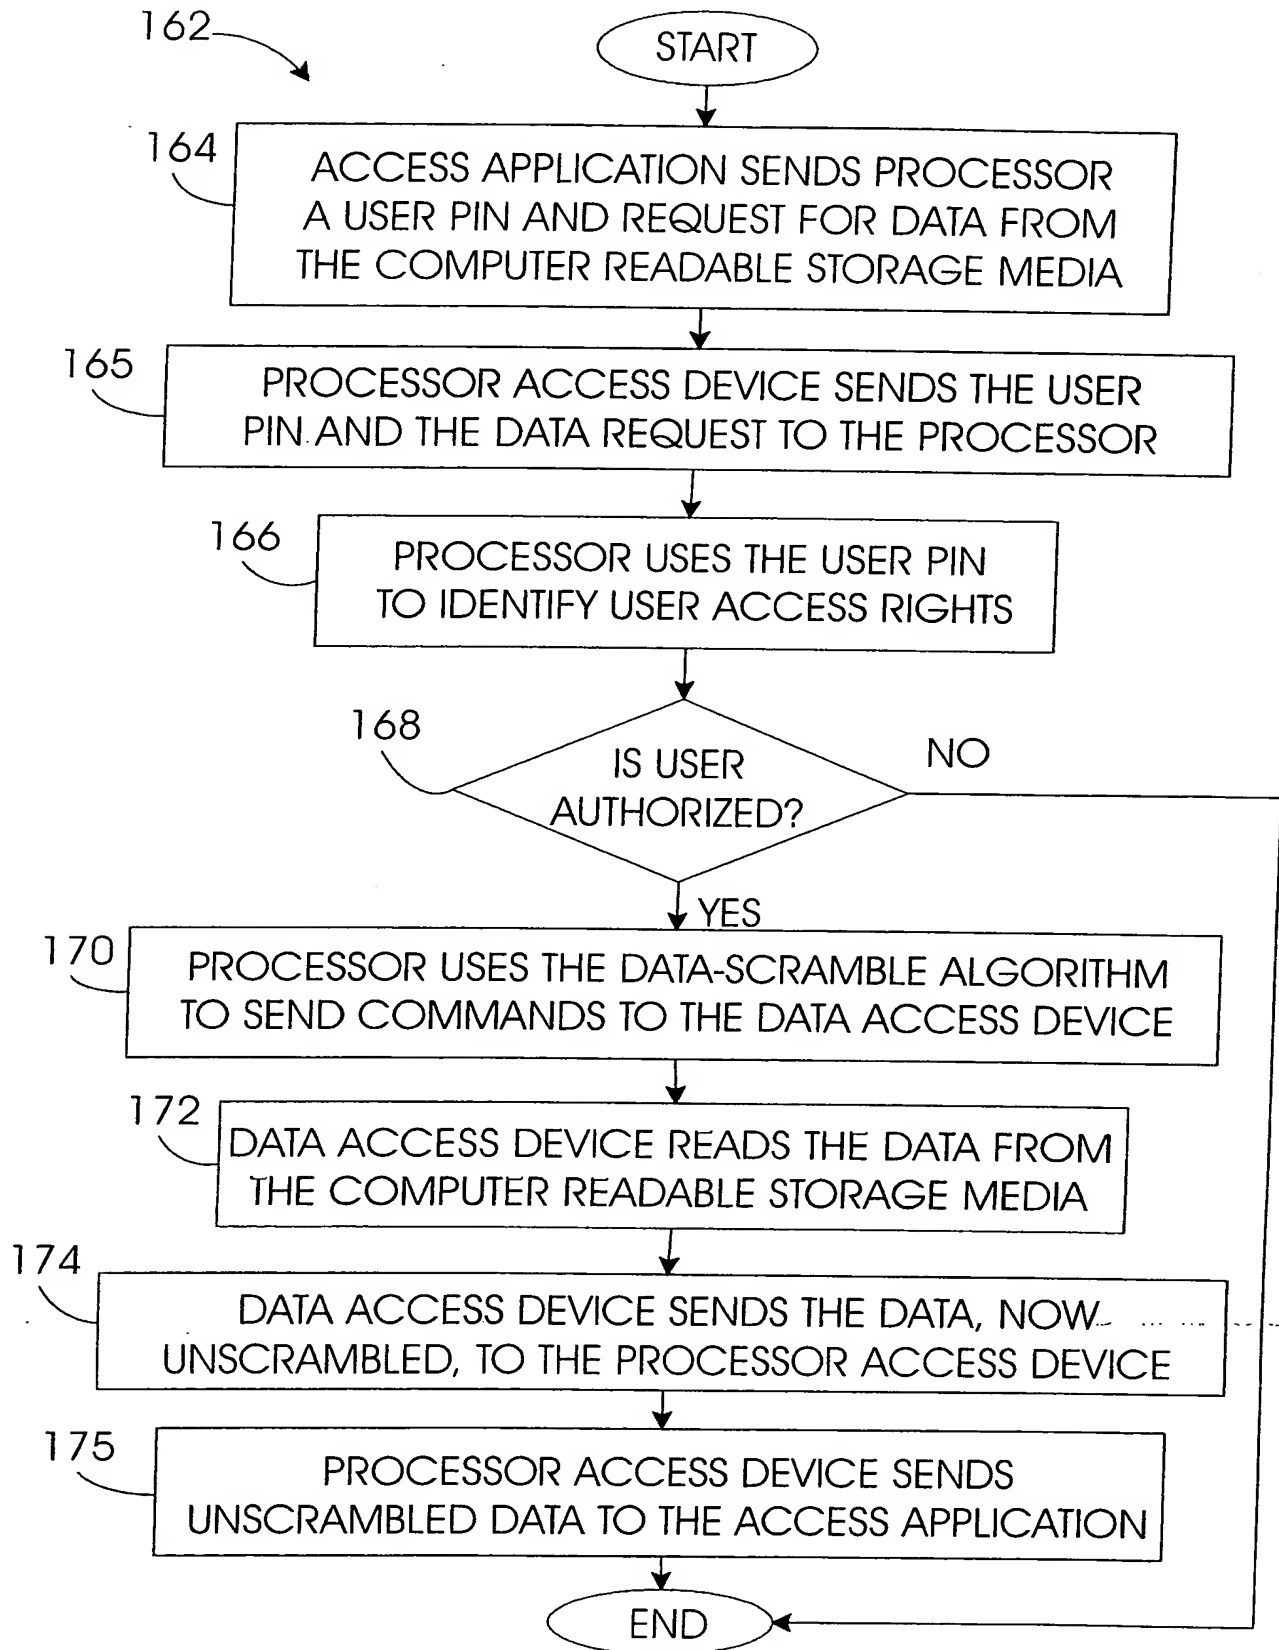 162
START
164
ACCESS APPLICATION SENDS PROCESSOR
A USER PIN AND REQUEST FOR DATA FROM
THE COMPUTER READABLE STORAGE MEDIA
165
PROCESSOR ACCESS DEVICE SENDS THE USER
PIN AND THE DATA REQUEST TO THE PROCESSOR
166
PROCESSOR USES THE USER PIN
TO IDENTIFY USER ACCESS RIGHTS
168
IS USER
AUTHORIZED?
NO
YES
170
PROCESSOR USES THE DATA-SCRAMBLE ALGORITHM
TO SEND COMMANDS TO THE DATA ACCESS DEVICE
172
DATA ACCESS DEVICE READS THE DATA FROM
THE COMPUTER READABLE STORAGE MEDIA
174
DATA ACCESS DEVICE SENDS THE DATA, NOW
UNSCRAMBLED, TO THE PROCESSOR ACCESS DEVICE
175
PROCESSOR ACCESS DEVICE SENDS
UNSCRAMBLED DATA TO THE ACCESS APPLICATION
END